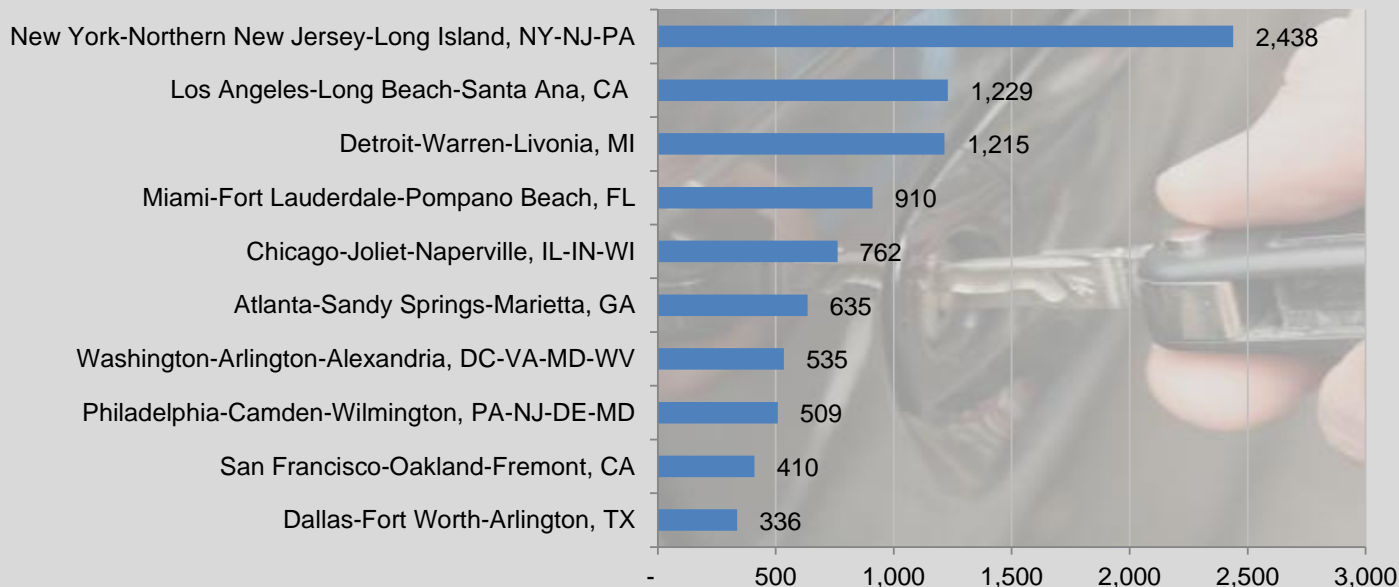 New York-Northern New Jersey-Long Island, NY-NJ-PA 2,438
Los Angeles-Long Beach-Santa Ana, CA 1,229
Detroit-Warren-Livonia, MI 1,215
Miami-Fort Lauderdale-Pompano Beach, FL 910
Chicago-Joliet-Naperville, IL-IN-WI 762
Atlanta-Sandy Springs-Marietta, GA 635
Washington-Arlington-Alexandria, DC-VA-MD-WV 535
Philadelphia-Camden-Wilmington, PA-NJ-DE-MD 509
San Francisco-Oakland-Fremont, CA 410
Dallas-Fort Worth-Arlington, TX 336
- 500 1,000 1,500 2,000 2,500 3,000